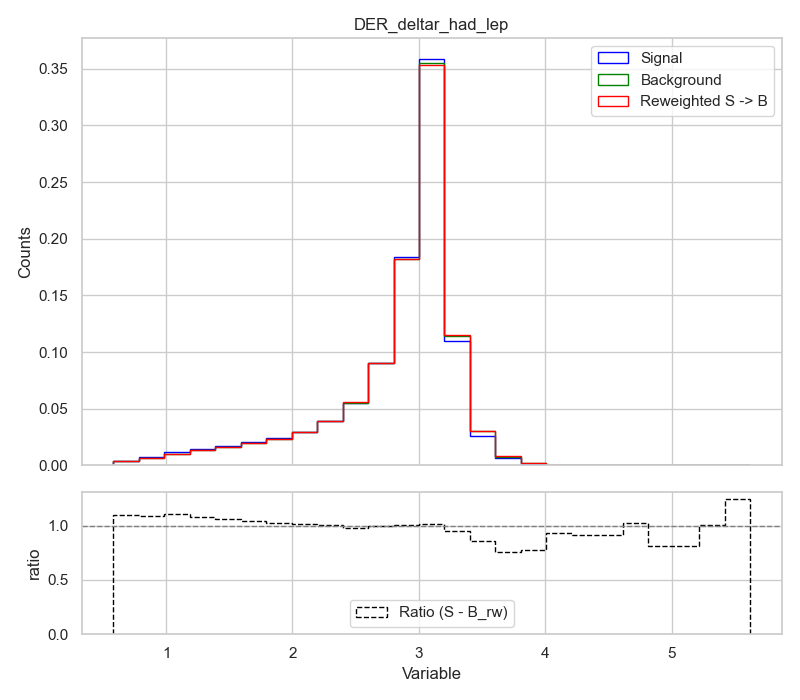 DER_deltar_had_lep
Signal
Background
Reweighted S -> B
Counts
0.35
0.30
0.25
0.20
0.15
0.10
0.05
0.00
ratio
1.0
0.5
0.0
Ratio (S - B_rw)
1 2 3 4 5
Variable